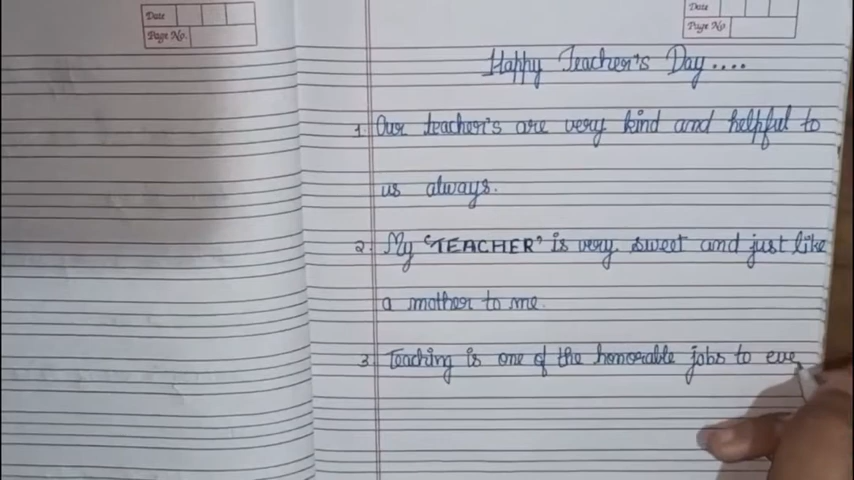 Date
Page No.
Date
Page No.
Happy Teacher's Day....
1. Our teacher's are very kind and helpful to
us always.
2. My 'TEACHER' is very sweet and just like
a mother to me.
3. Teaching is one of the honorable jobs to eve